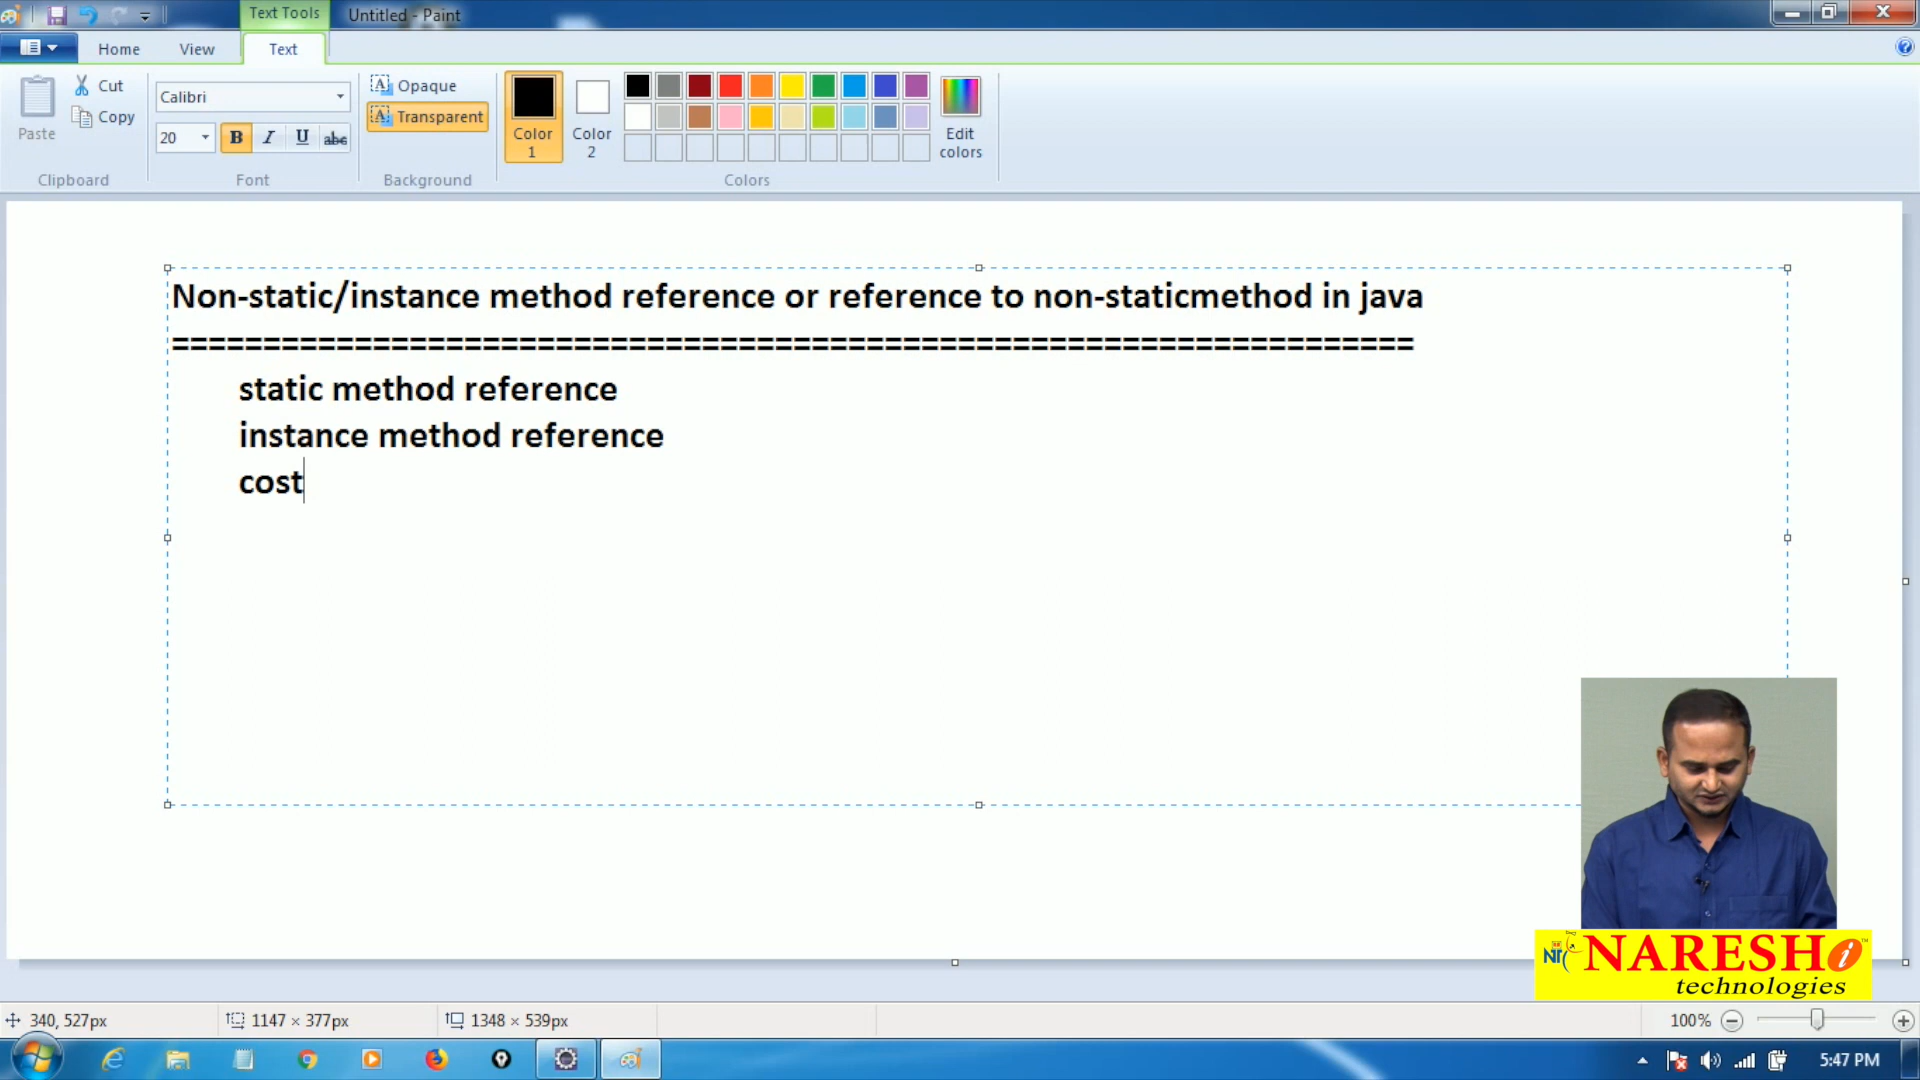 Text Tools
Untitled - Paint
Home View Text
Paste
Cut
Copy
Clipboard
Calibri
20 B I U abc
Font
Opaque
Transparent
Background
Color 1
Color 2
Edit colors
Colors
Non-static/instance method reference or reference to non-staticmethod in java
====================================================================
static method reference
instance method reference
cost
NARESH i
technologies
340, 527px
1147 × 377px
1348 × 539px
100%
5:47 PM